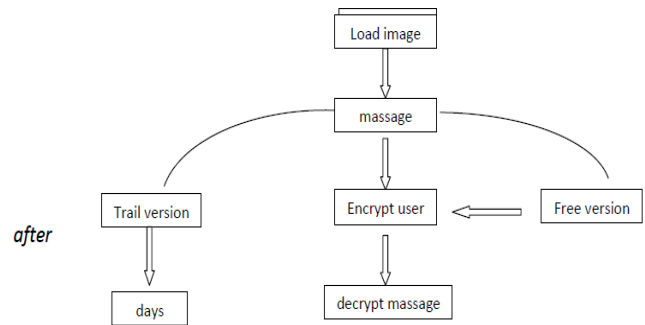 Load image
massage
Trail version
Encrypt user
Free version
after
days
decrypt massage